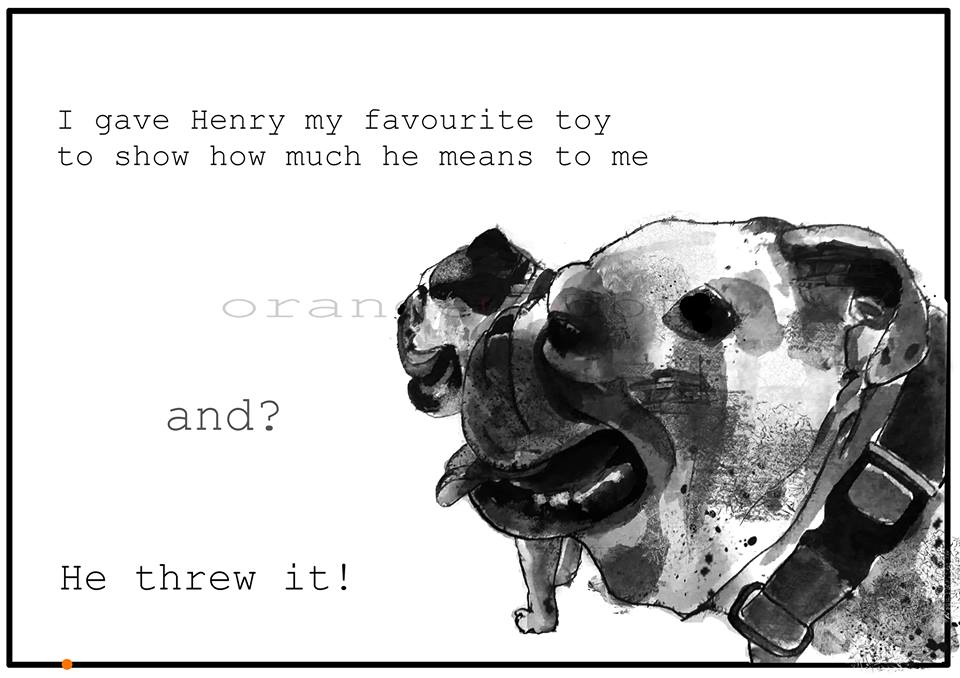 I gave Henry my favourite toy
to show how much he means to me
and?
He threw it!